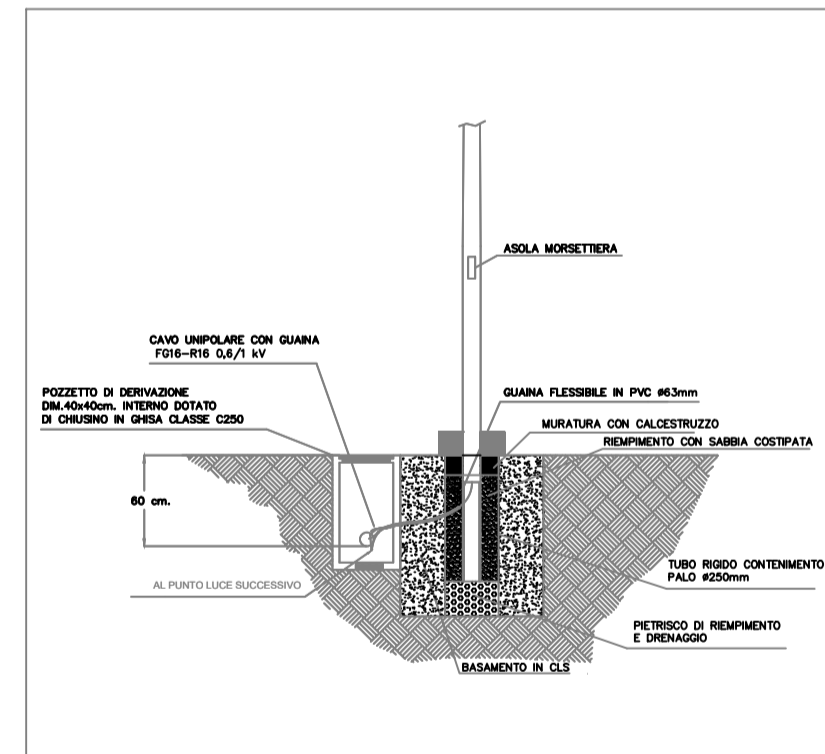 ASOLA MORSETTIERA
CAVO UNIPOLARE CON GUAINA
FG16-R16 0,6/1 kV
POZZETTO DI DERIVAZIONE
DIM.40x40cm. INTERNO DOTATO
DI CHIUSINO IN GHISA CLASSE C250
GUAINA FLESSIBILE IN PVC ø63mm
MURATURA CON CALCESTRUZZO
RIEMPIMENTO CON SABBIA COSTIPATA
60 cm.
AL PUNTO LUCE SUCCESSIVO
TUBO RIGIDO CONTENIMENTO
PALO ø250mm
PIETRISCO DI RIEMPIMENTO
E DRENAGGIO
BASAMENTO IN CLS